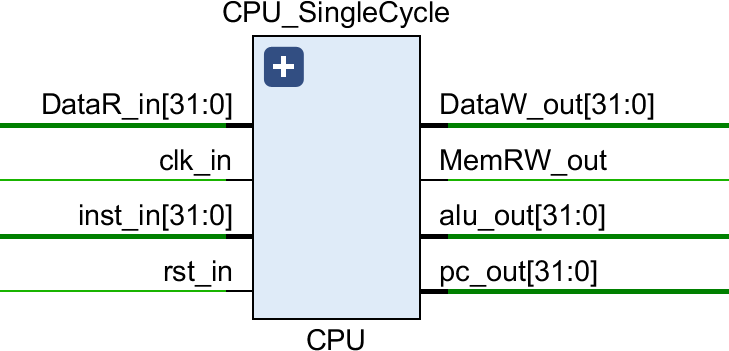 CPU_SingleCycle
DataR_in[31:0] DataW_out[31:0]
clk_in MemRW_out
inst_in[31:0] alu_out[31:0]
rst_in pc_out[31:0]
CPU